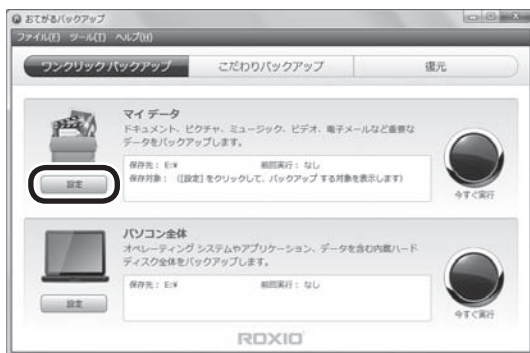 おてがるバックアップ
ファイル(F) ツール(T) ヘルプ(H)
ワンクリックバックアップ こだわりバックアップ 復元
マイ データ
ドキュメント、ピクチャ、ミュージック、ビデオ、電子メールなど重要な
データをバックアップします。
保存先： E:¥ 前回実行： なし
保存対象： （[設定] をクリックして、バックアップ する対象を表示します）
設定
今すぐ実行
パソコン全体
オペレーティング システムやアプリケーション、データを含む内蔵ハード
ディスク全体をバックアップします。
保存先： E:¥ 前回実行： なし
設定
今すぐ実行
ROXIO